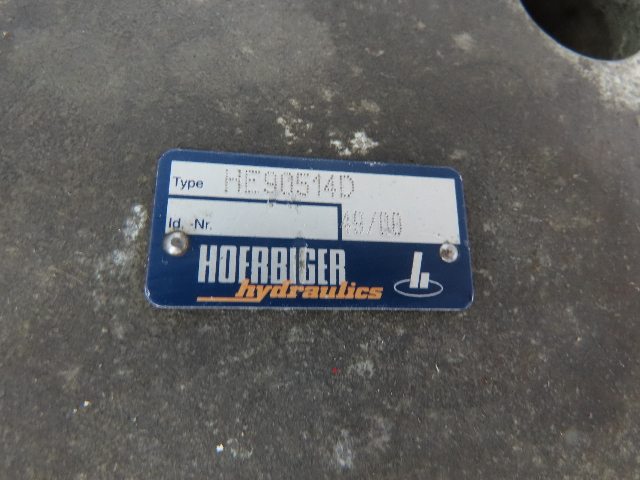 Type HE90514D
Id.-Nr. 49/00
HOERBIGER
hydraulics